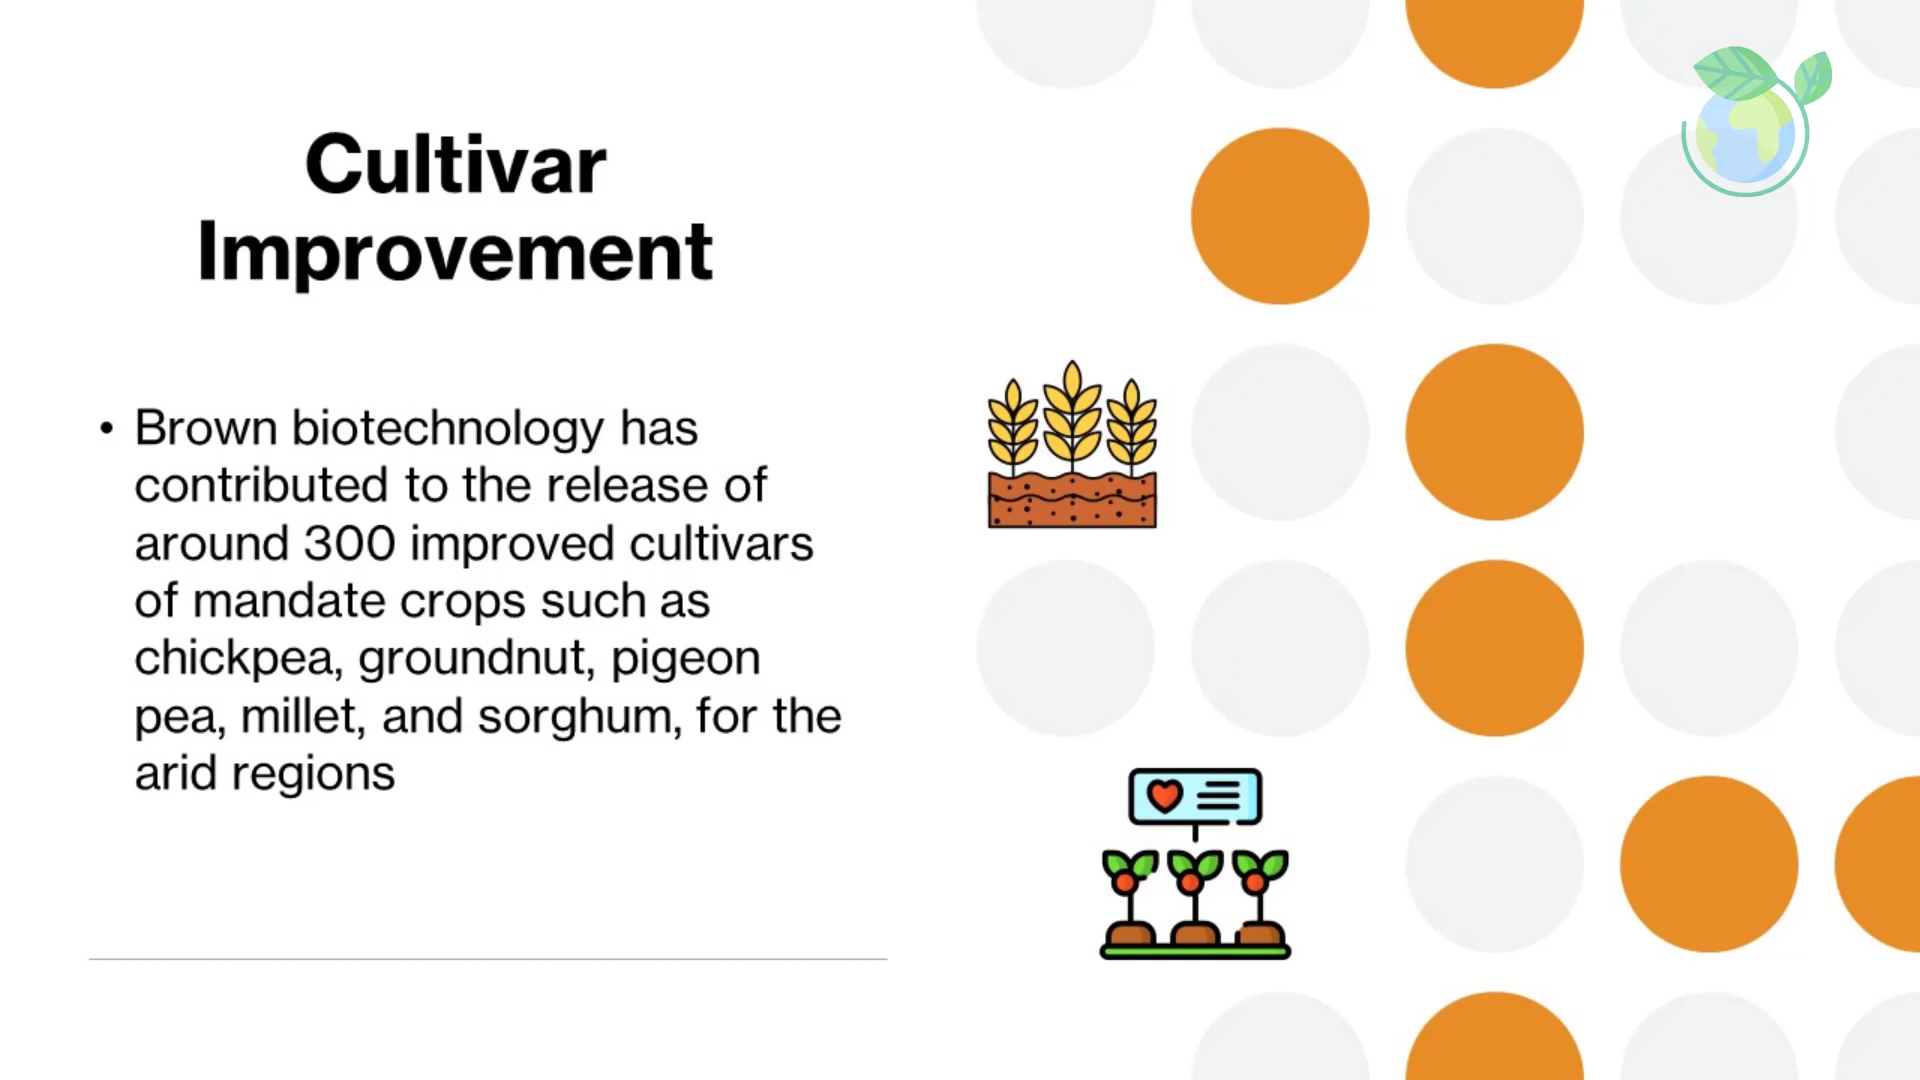 Cultivar
Improvement
• Brown biotechnology has
contributed to the release of
around 300 improved cultivars
of mandate crops such as
chickpea, groundnut, pigeon
pea, millet, and sorghum, for the
arid regions